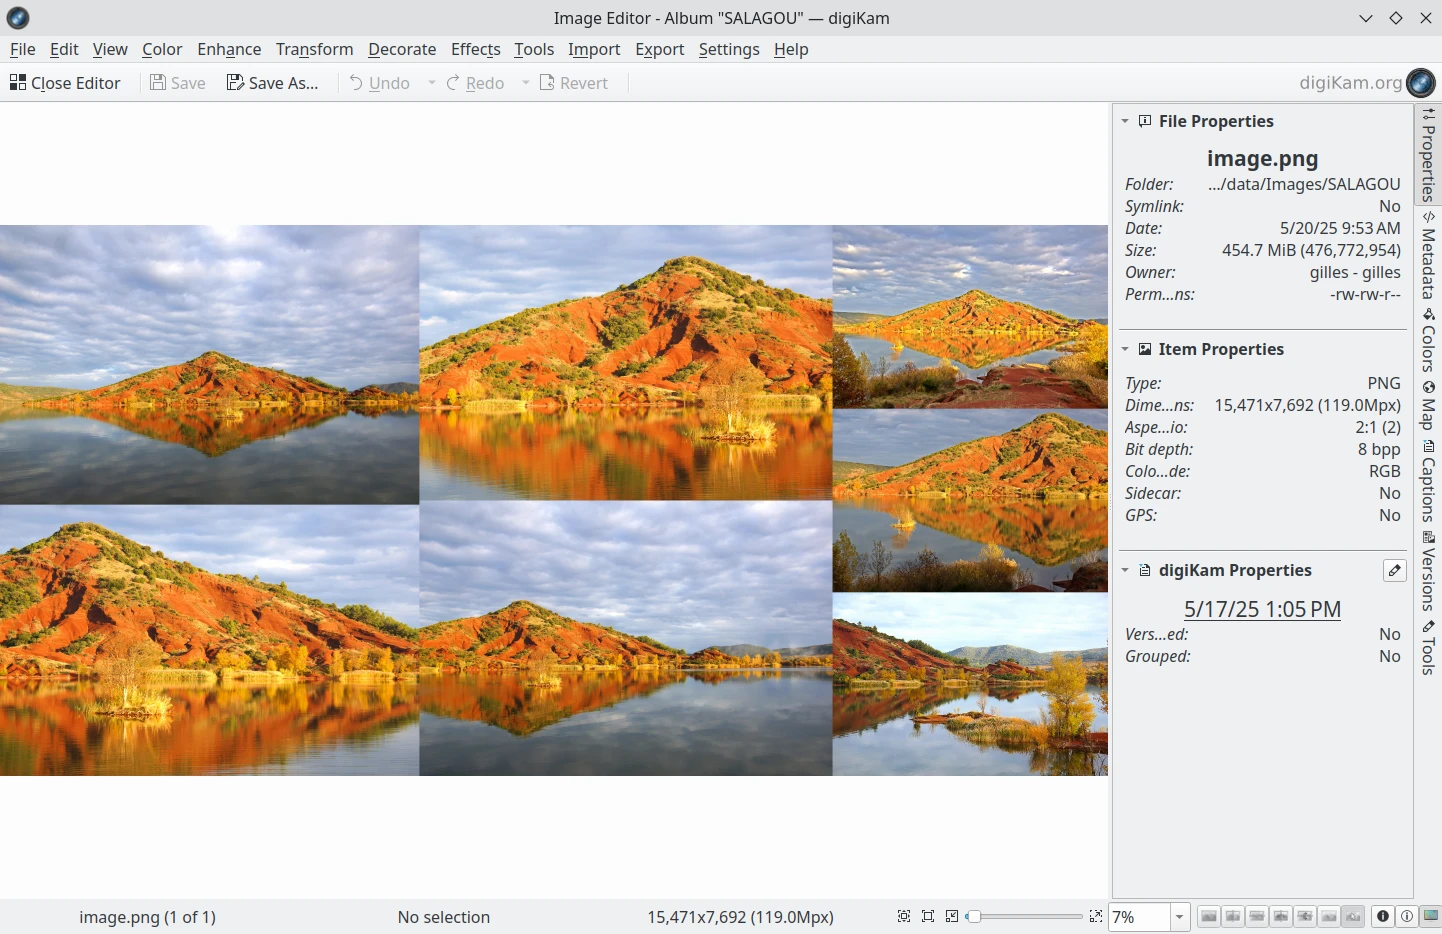 Image Editor - Album "SALAGOU" — digiKam
File Edit View Color Enhance Transform Decorate Effects Tools Import Export Settings Help
Close Editor Save Save As... Undo Redo Revert digiKam.org
File Properties
image.png
Folder: .../data/Images/SALAGOU
Symlink: No
Date: 5/20/25 9:53 AM
Size: 454.7 MiB (476,772,954)
Owner: gilles - gilles
Perm...ns: -rw-rw-r--
Item Properties
Type: PNG
Dime...ns: 15,471x7,692 (119.0Mpx)
Aspe...io: 2:1 (2)
Bit depth: 8 bpp
Colo...de: RGB
Sidecar: No
GPS: No
digiKam Properties
5/17/25 1:05 PM
Vers...ed: No
Grouped: No
Properties
Metadata
Colors
Map
Captions
Versions
Tools
image.png (1 of 1) No selection 15,471x7,692 (119.0Mpx) 7%